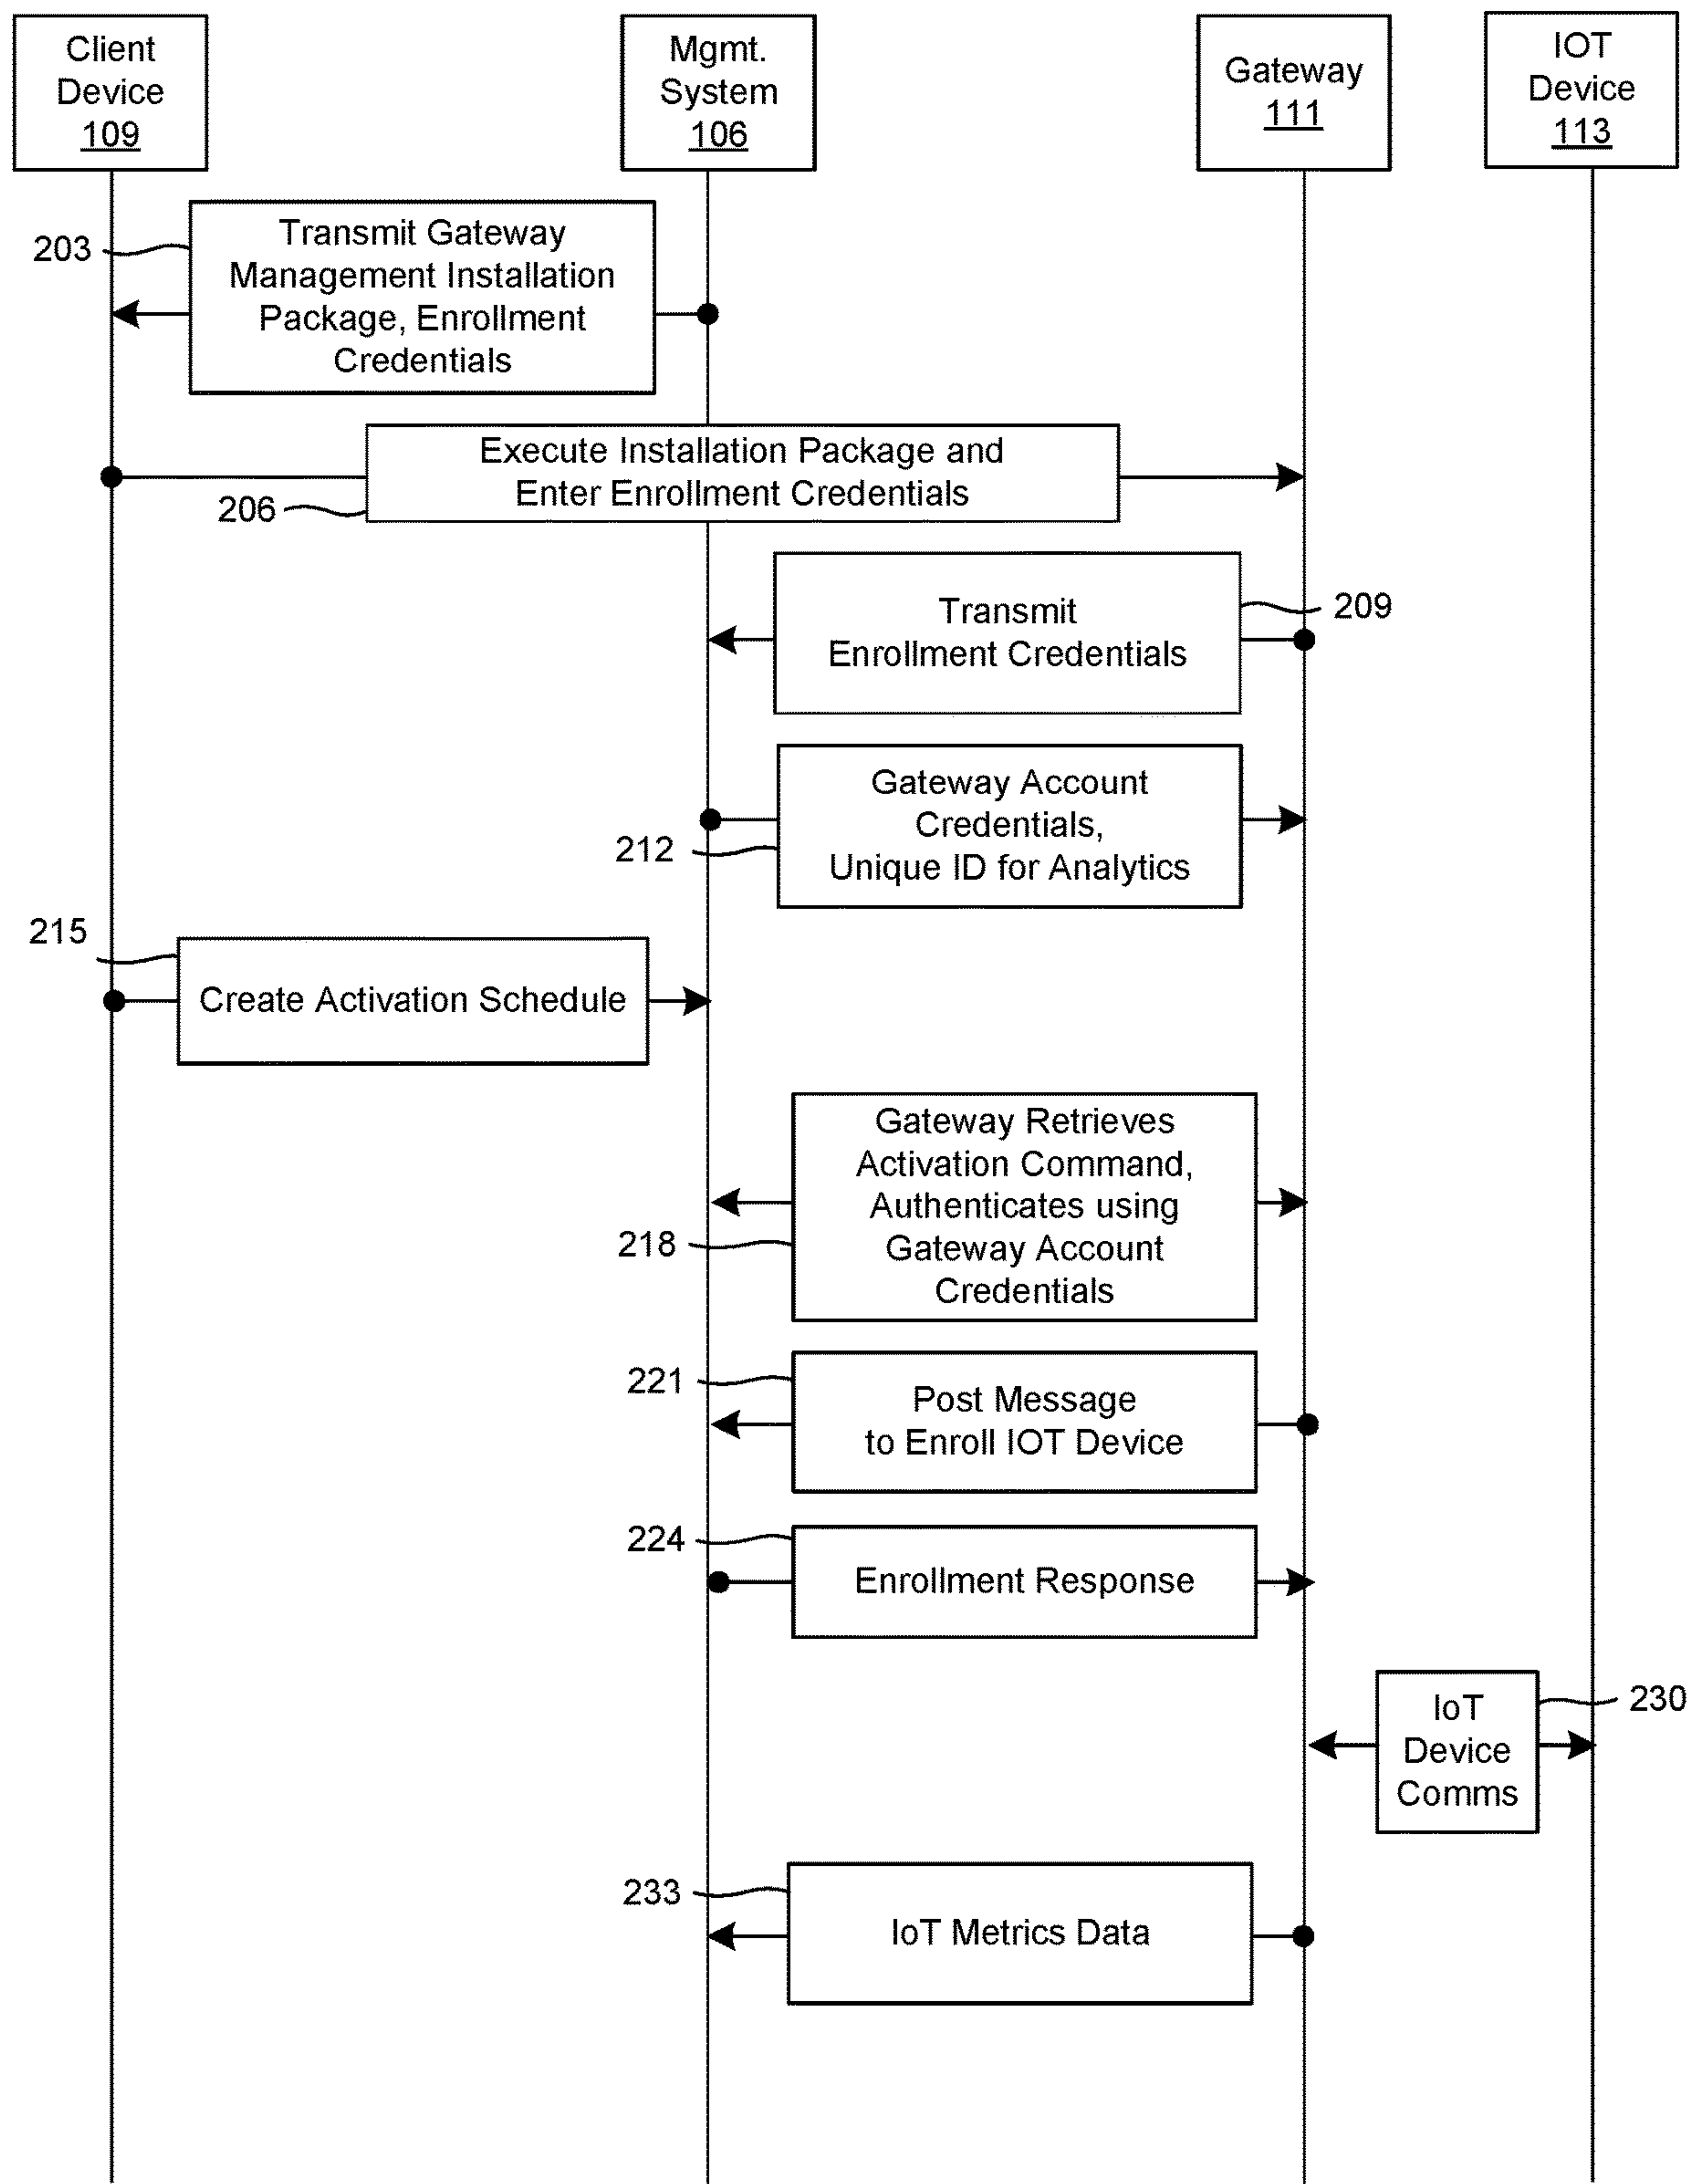 Client
Device
109
Mgmt.
System
106
Gateway
111
IOT
Device
113
203
Transmit Gateway
Management Installation
Package, Enrollment
Credentials
Execute Installation Package and
Enter Enrollment Credentials
206
Transmit
Enrollment Credentials
209
Gateway Account
Credentials,
Unique ID for Analytics
212
215
Create Activation Schedule
Gateway Retrieves
Activation Command,
Authenticates using
Gateway Account
Credentials
218
221
Post Message
to Enroll IOT Device
224
Enrollment Response
IoT
Device
Comms
230
233
IoT Metrics Data